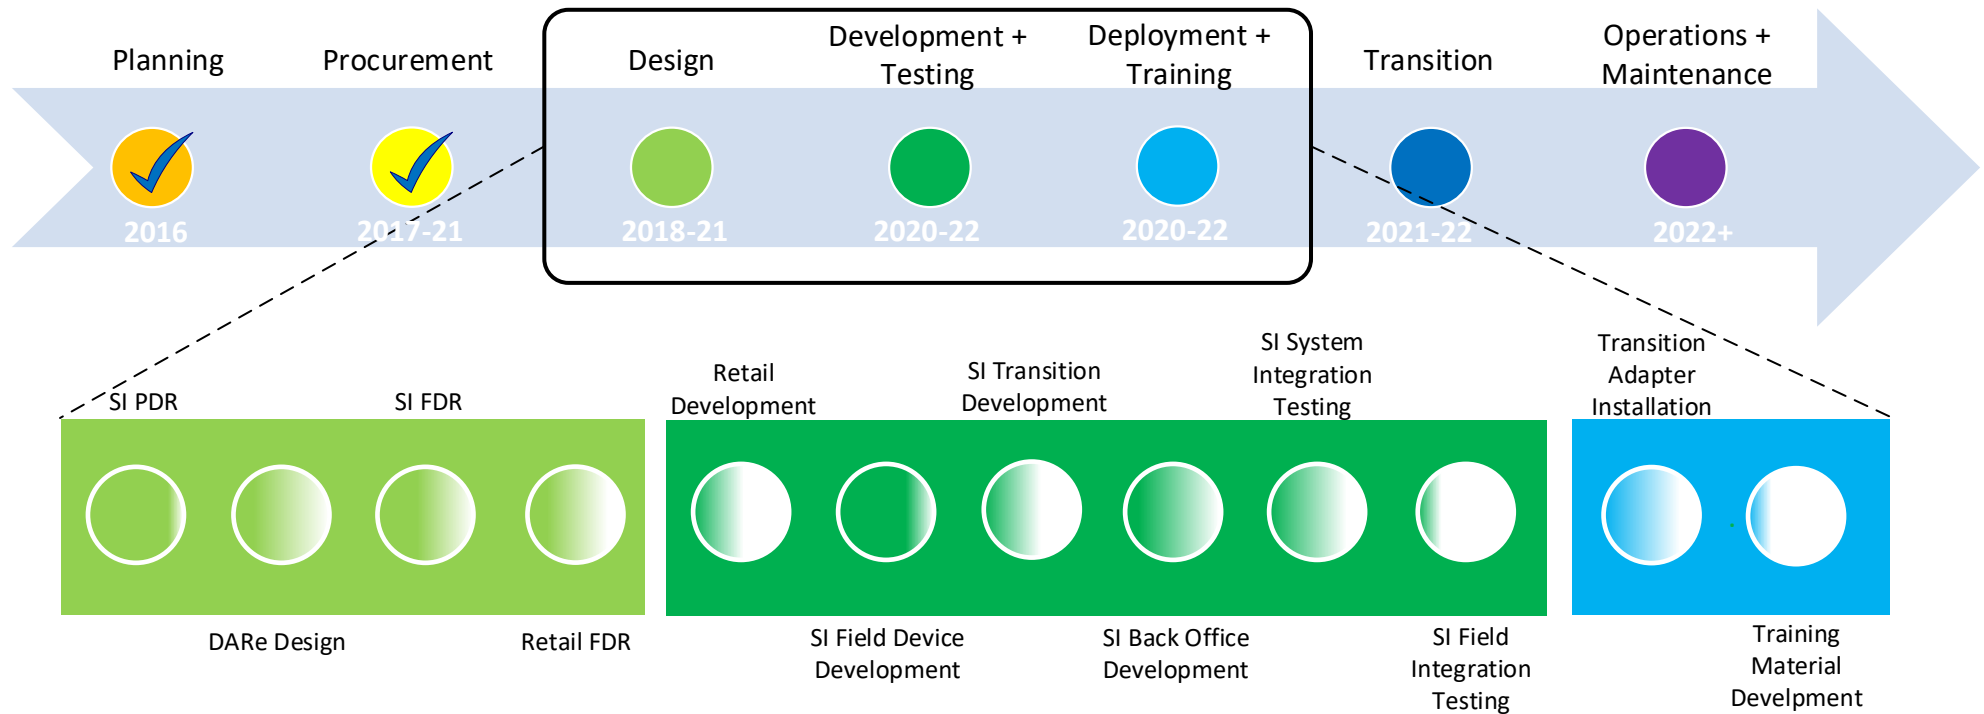 Planning
Procurement
Design
Development +
Testing
Deployment +
Training
Transition
Operations +
Maintenance
2016
2017-21
2018-21
2020-22
2020-22
2021-22
2022+
SI PDR
SI FDR
Retail
Development
SI Transition
Development
SI System
Integration
Testing
Transition
Adapter
Installation
DARe Design
Retail FDR
SI Field Device
Development
SI Back Office
Development
SI Field
Integration
Testing
Training
Material
Develpment